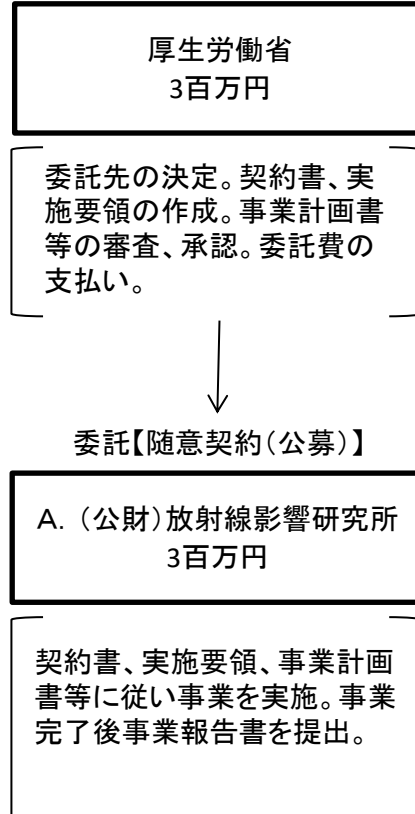 厚生労働省
3百万円
委託先の決定。契約書、実
施要領の作成。事業計画書
等の審査、承認。委託費の
支払い。
委託【随意契約（公募）】
A．（公財）放射線影響研究所
3百万円
契約書、実施要領、事業計画
書等に従い事業を実施。事業
完了後事業報告書を提出。